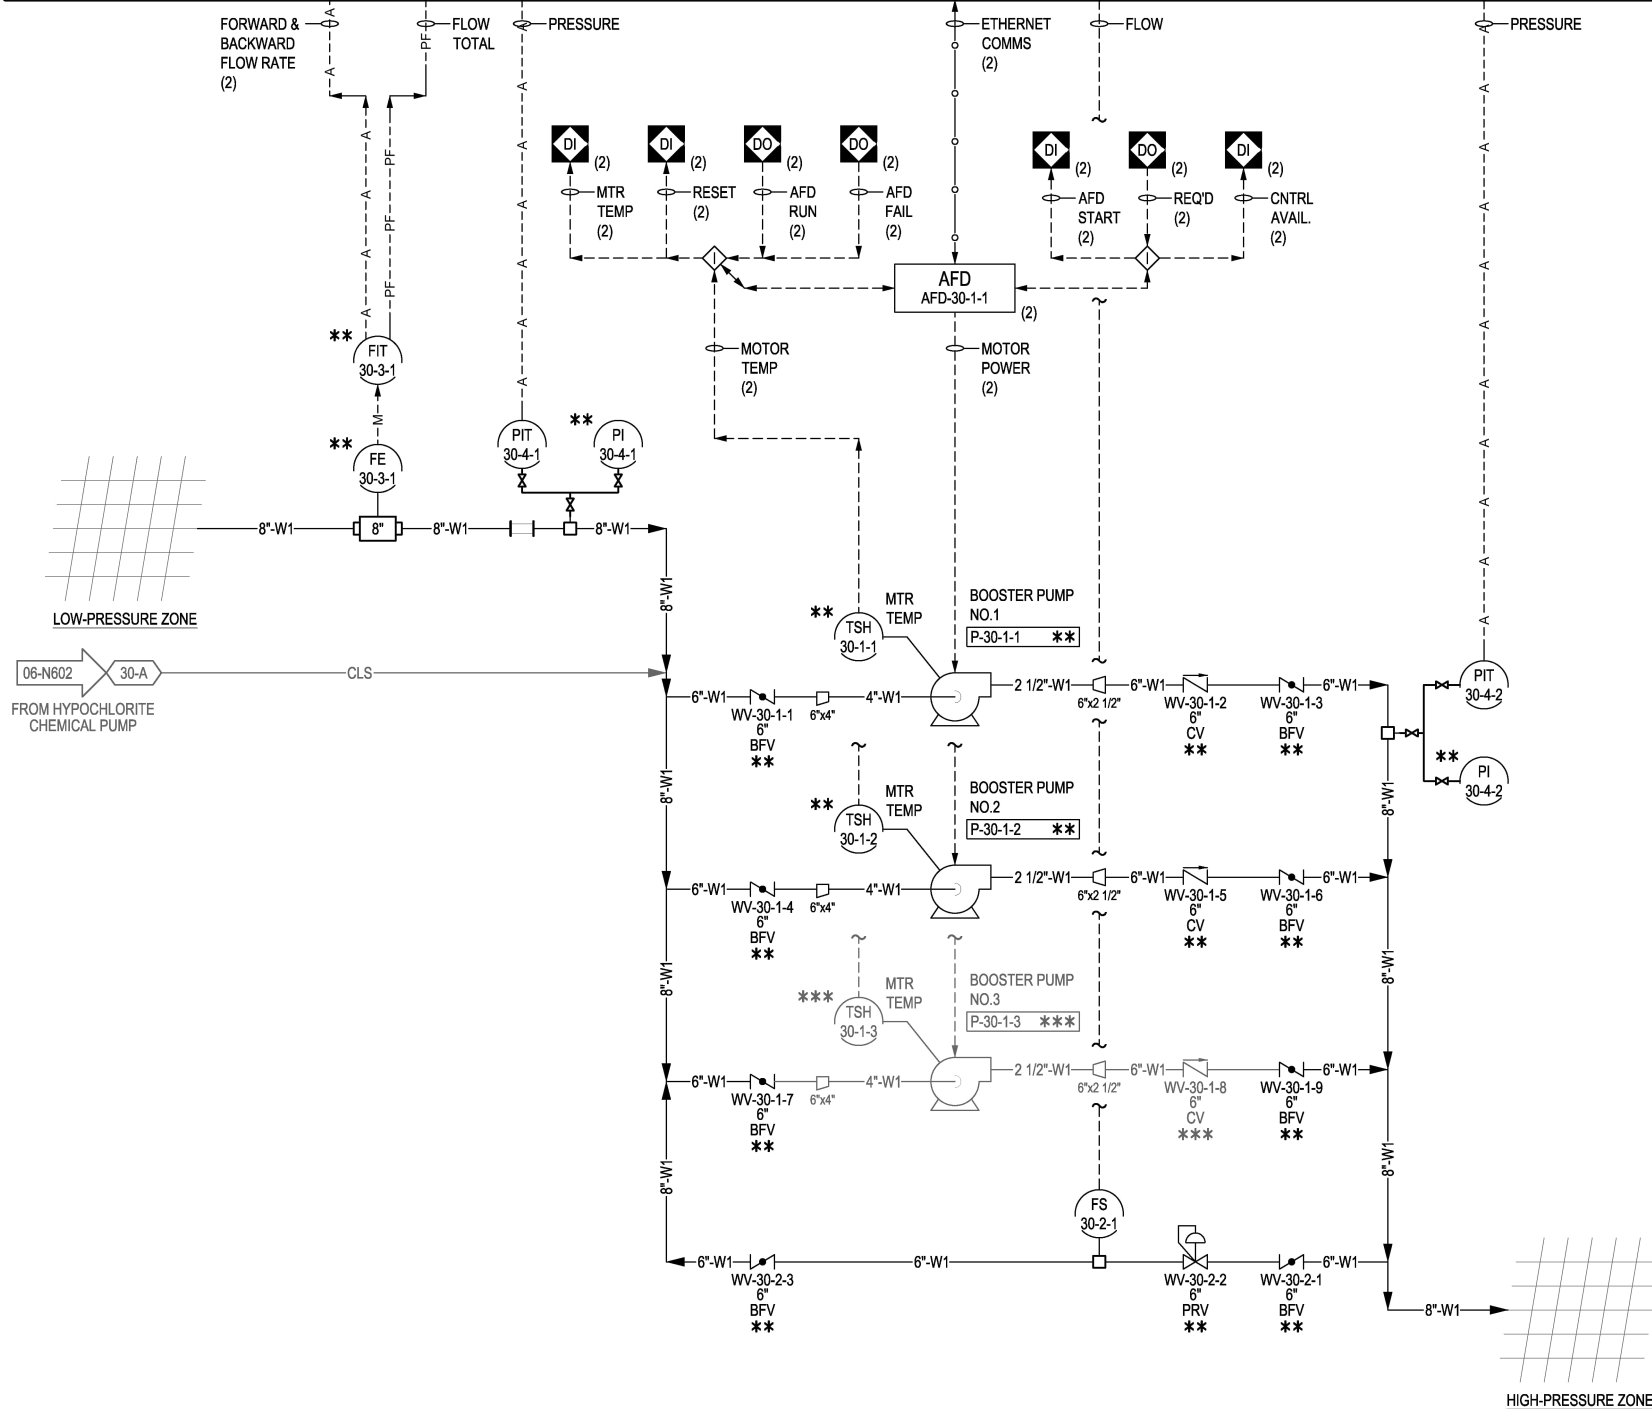 FORWARD &
BACKWARD
FLOW RATE
(2)
FLOW
TOTAL
PRESSURE
ETHERNET
COMMS
(2)
FLOW
PRESSURE
A
PF
A
A
O
A
A
PF
A
O
A
A
PF
A
O
A
A
PF
A
O
A
A
A
O
A
DI
(2)
DI
(2)
DO
(2)
DO
(2)
DI
(2)
DO
(2)
DI
(2)
MTR
TEMP
(2)
RESET
(2)
AFD
RUN
(2)
AFD
FAIL
(2)
AFD
START
(2)
REQ'D
(2)
CNTRL
AVAIL.
(2)
I
I
AFD
AFD-30-1-1
(2)
MOTOR
TEMP
(2)
MOTOR
POWER
(2)
**
FIT
30-3-1
M
**
FE
30-3-1
PIT
30-4-1
**
PI
30-4-1
8"-W1
8"
8"-W1
8"-W1
LOW-PRESSURE ZONE
8"-W1
06-N602
30-A
CLS
FROM HYPOCHLORITE
CHEMICAL PUMP
**
TSH
30-1-1
MTR
TEMP
BOOSTER PUMP
NO.1
P-30-1-1 **
6"-W1
WV-30-1-1
6"
BFV
**
6"x4"
4"-W1
2 1/2"-W1
6"x2 1/2"
6"-W1
WV-30-1-2
6"
CV
**
WV-30-1-3
6"
BFV
**
6"-W1
PIT
30-4-2
**
PI
30-4-2
8"-W1
8"-W1
**
TSH
30-1-2
MTR
TEMP
BOOSTER PUMP
NO.2
P-30-1-2 **
6"-W1
WV-30-1-4
6"
BFV
**
6"x4"
4"-W1
2 1/2"-W1
6"x2 1/2"
6"-W1
WV-30-1-5
6"
CV
**
WV-30-1-6
6"
BFV
**
6"-W1
8"-W1
8"-W1
***
TSH
30-1-3
MTR
TEMP
BOOSTER PUMP
NO.3
P-30-1-3 ***
6"-W1
WV-30-1-7
6"
BFV
**
6"x4"
4"-W1
2 1/2"-W1
6"x2 1/2"
6"-W1
WV-30-1-8
6"
CV
***
WV-30-1-9
6"
BFV
**
6"-W1
8"-W1
8"-W1
FS
30-2-1
6"-W1
WV-30-2-3
6"
BFV
**
6"-W1
WV-30-2-2
6"
PRV
**
WV-30-2-1
6"
BFV
**
6"-W1
8"-W1
HIGH-PRESSURE ZONE